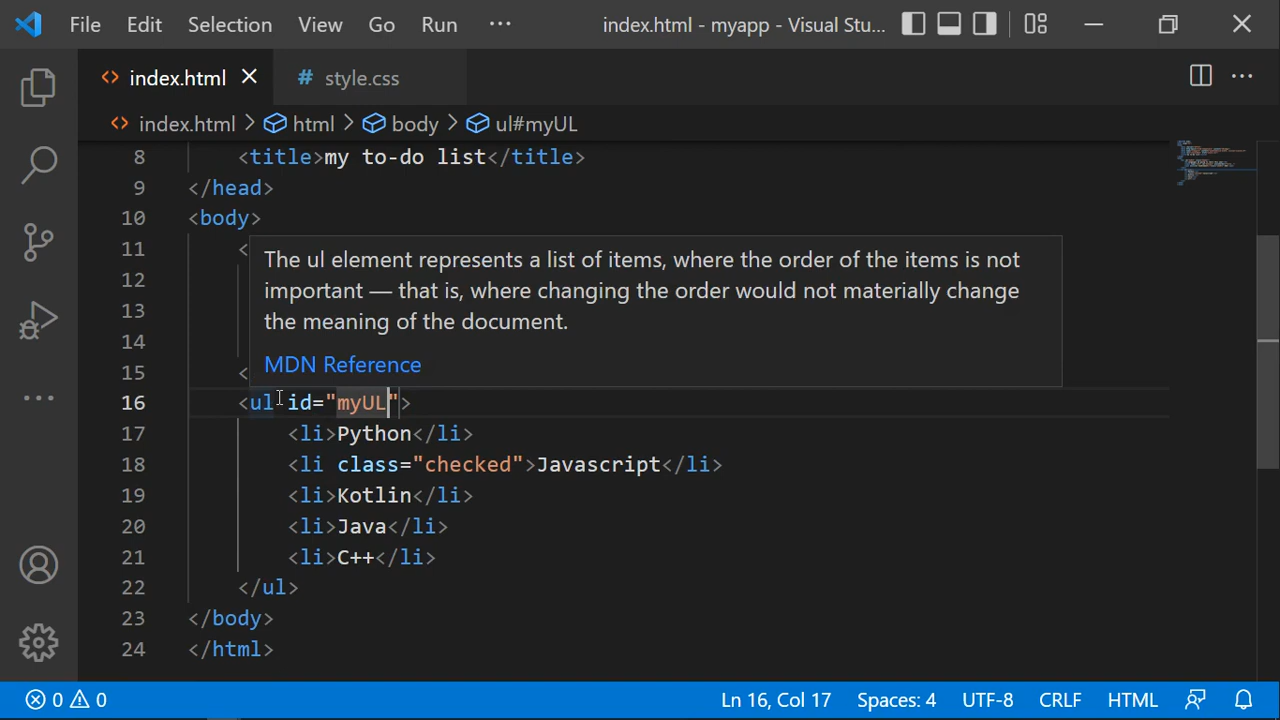 File Edit Selection View Go Run ··· index.html - myapp - Visual Stu...
index.html style.css ···
index.html > html > body > ul#myUL
8 <title>my to-do list</title>
9 </head>
10 <body>
11 <
The ul element represents a list of items, where the order of the items is not
12
important — that is, where changing the order would not materially change
13
the meaning of the document.
14
MDN Reference
15 <
16 <ul id="myUL">
17 <li>Python</li>
18 <li class="checked">Javascript</li>
19 <li>Kotlin</li>
20 <li>Java</li>
21 <li>C++</li>
22 </ul>
23 </body>
24 </html>
0 0 Ln 16, Col 17 Spaces: 4 UTF-8 CRLF HTML